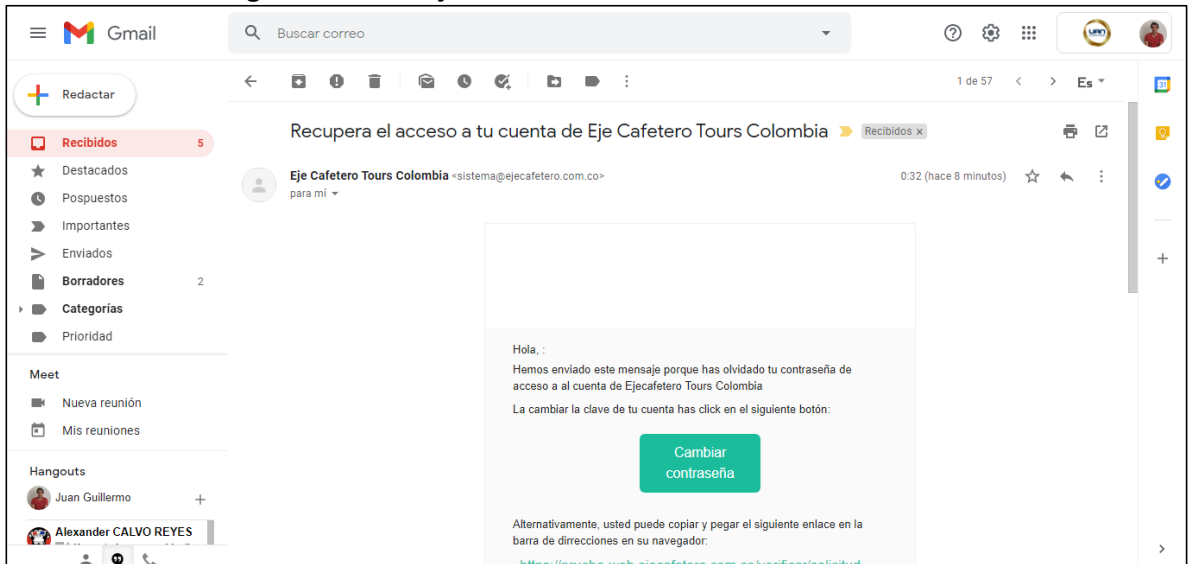 Gmail
Buscar correo
UAN
Redactar
1 de 57
Es
31
Recupera el acceso a tu cuenta de Eje Cafetero Tours Colombia
Recibidos x
Recibidos 5
Destacados
Pospuestos
Importantes
Enviados
Borradores 2
Categorías
Prioridad
Eje Cafetero Tours Colombia <sistema@ejecafetero.com.co>
0:32 (hace 8 minutos)
para mí
Meet
Nueva reunión
Mis reuniones
Hangouts
Juan Guillermo
Alexander CALVO REYES
Hola, :
Hemos enviado este mensaje porque has olvidado tu contraseña de
acceso a al cuenta de Ejecafetero Tours Colombia
La cambiar la clave de tu cuenta has click en el siguiente botón:
Cambiar
contraseña
Alternativamente, usted puede copiar y pegar el siguiente enlace en la
barra de dirrecciones en su navegador: